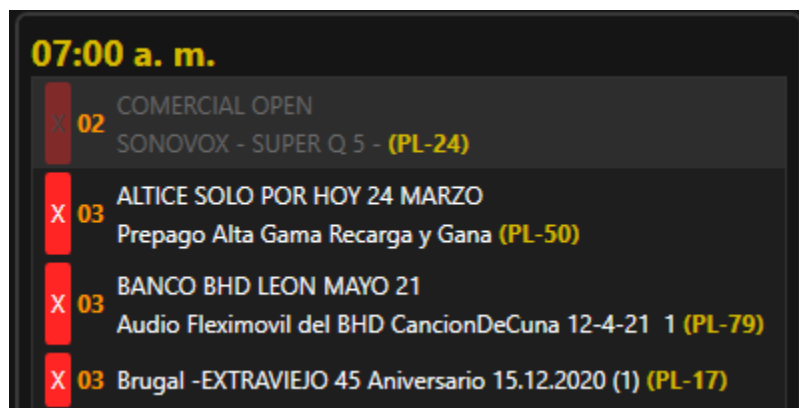 07:00 a. m.
X 02 COMERCIAL OPEN
SONOVOX - SUPER Q 5 - (PL-24)
X 03 ALTICE SOLO POR HOY 24 MARZO
Prepago Alta Gama Recarga y Gana (PL-50)
X 03 BANCO BHD LEON MAYO 21
Audio Fleximovil del BHD CancionDeCuna 12-4-21  1 (PL-79)
X 03 Brugal -EXTRAVIEJO 45 Aniversario 15.12.2020 (1) (PL-17)